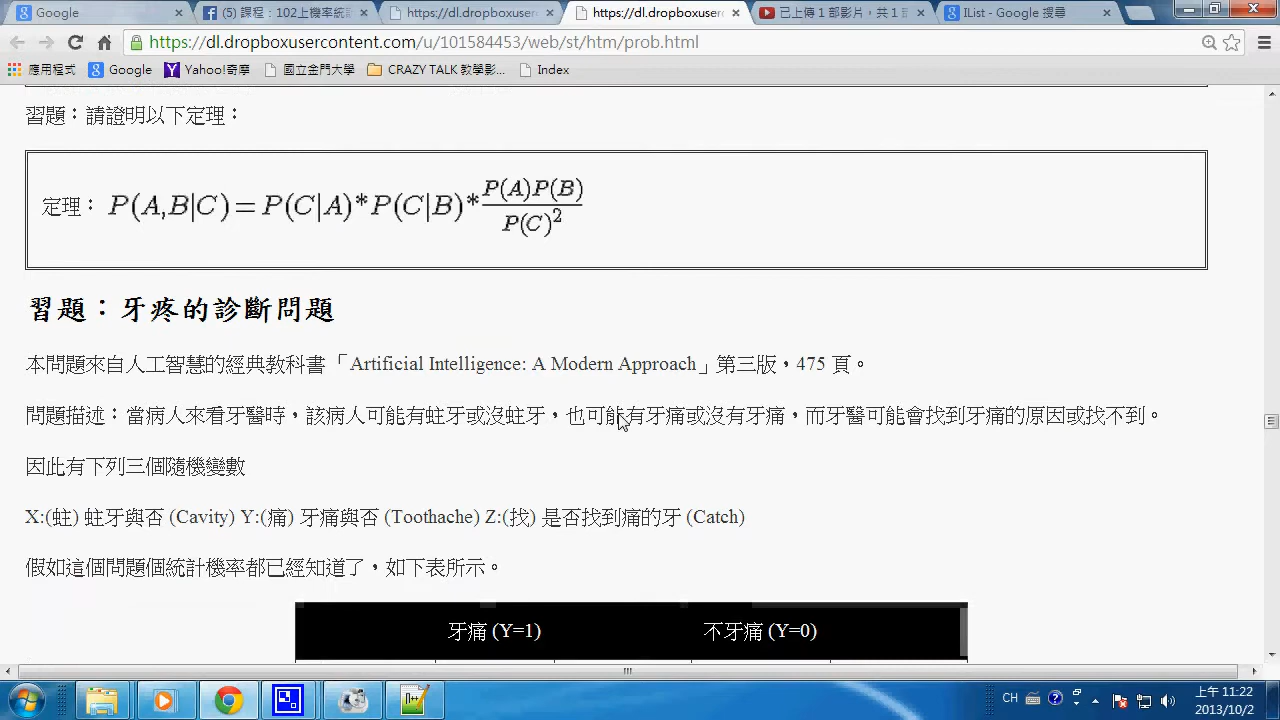 Google
(5) 課程：102上機率統計
https://dl.dropboxuser
https://dl.dropboxuser
已上傳 1 部影片，共 1 部
IList - Google 搜尋
https://dl.dropboxusercontent.com/u/101584453/web/st/htm/prob.html
應用程式 Google Yahoo!奇摩 國立金門大學 CRAZY TALK 教學影... Index
習題：請證明以下定理：
定理： P(A,B|C) = P(C|A)*P(C|B)*P(A)P(B)/P(C)^2
習題：牙疼的診斷問題
本問題來自人工智慧的經典教科書「Artificial Intelligence: A Modern Approach」第三版，475 頁。
問題描述：當病人來看牙醫時，該病人可能有蛀牙或沒蛀牙，也可能有牙痛或沒有牙痛，而牙醫可能會找到牙痛的原因或找不到。
因此有下列三個隨機變數
X:(蛀) 蛀牙與否 (Cavity) Y:(痛) 牙痛與否 (Toothache) Z:(找) 是否找到痛的牙 (Catch)
假如這個問題個統計機率都已經知道了，如下表所示。
牙痛 (Y=1) 不牙痛 (Y=0)
CH
上午 11:22
2013/10/2